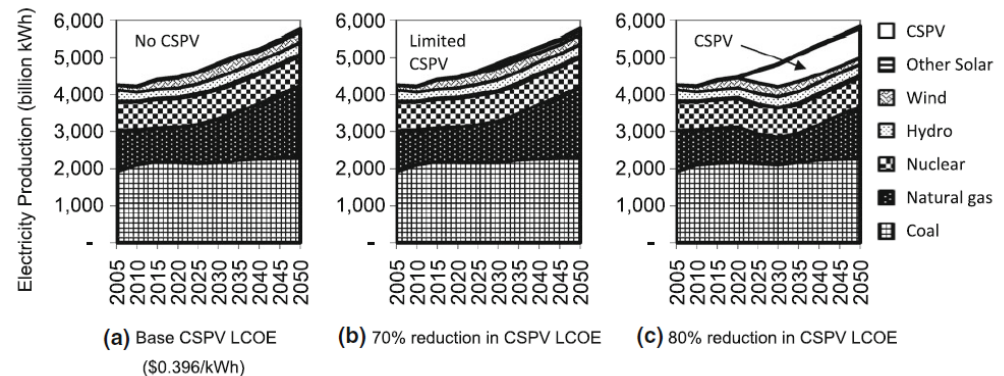 Electricity Production (billion kWh)
6,000
5,000
4,000
3,000
2,000
1,000
-
No CSPV
2005 2010 2015 2020 2025 2030 2035 2040 2045 2050
(a) Base CSPV LCOE
($0.396/kWh)
6,000
5,000
4,000
3,000
2,000
1,000
-
Limited
CSPV
2005 2010 2015 2020 2025 2030 2035 2040 2045 2050
(b) 70% reduction in CSPV LCOE
6,000
5,000
4,000
3,000
2,000
1,000
-
CSPV
2005 2010 2015 2020 2025 2030 2035 2040 2045 2050
(c) 80% reduction in CSPV LCOE
CSPV
Other Solar
Wind
Hydro
Nuclear
Natural gas
Coal